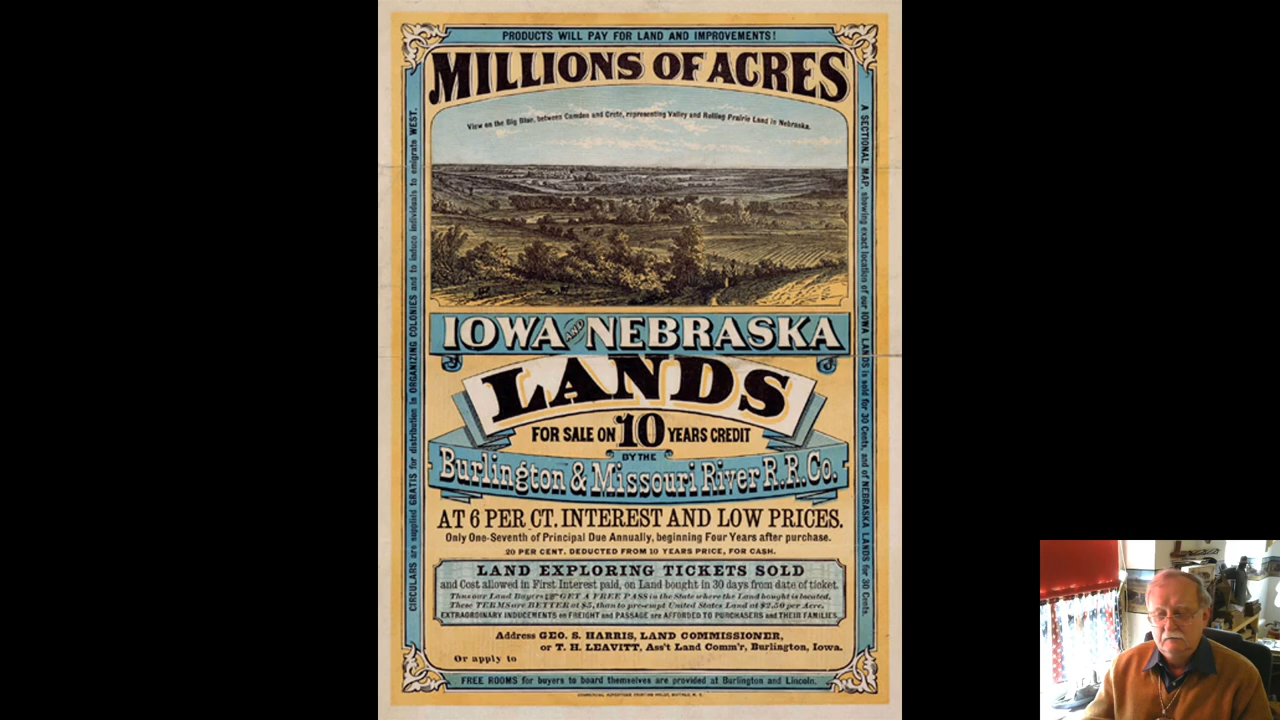 PRODUCTS WILL PAY FOR LAND AND IMPROVEMENTS!
MILLIONS OF ACRES
View on the Big Blue, between Camden and Crete, representing Valley and Rolling Prairie Land in Nebraska.
CIRCULARS are supplied GRATIS for distribution in ORGANIZING COLONIES and to induce individuals to emigrate WEST.
A SECTIONAL MAP, showing exact location of our IOWA LANDS is sold for 30 Cents, and of NEBRASKA LANDS for 30 Cents.
IOWA AND NEBRASKA
LANDS
FOR SALE ON 10 YEARS CREDIT
BY THE
Burlington & Missouri River R.R.Co.
AT 6 PER CT. INTEREST AND LOW PRICES.
Only One-Seventh of Principal Due Annually, beginning Four Years after purchase.
20 PER CENT. DEDUCTED FROM 10 YEARS PRICE, FOR CASH.
LAND EXPLORING TICKETS SOLD
and Cost allowed in First Interest paid, on Land bought in 30 days from date of ticket.
Thus our Land Buyers GET A FREE PASS in the State where the Land bought is located.
These TERMS are BETTER at $5, than to pre-empt United States Land at $2.50 per Acre.
EXTRAORDINARY INDUCEMENTS on FREIGHT and PASSAGE are AFFORDED TO PURCHASERS and THEIR FAMILIES.
Address GEO. S. HARRIS, LAND COMMISSIONER,
or T. H. LEAVITT, Ass't Land Comm'r, Burlington, Iowa.
Or apply to
FREE ROOMS for buyers to board themselves are provided at Burlington and Lincoln.